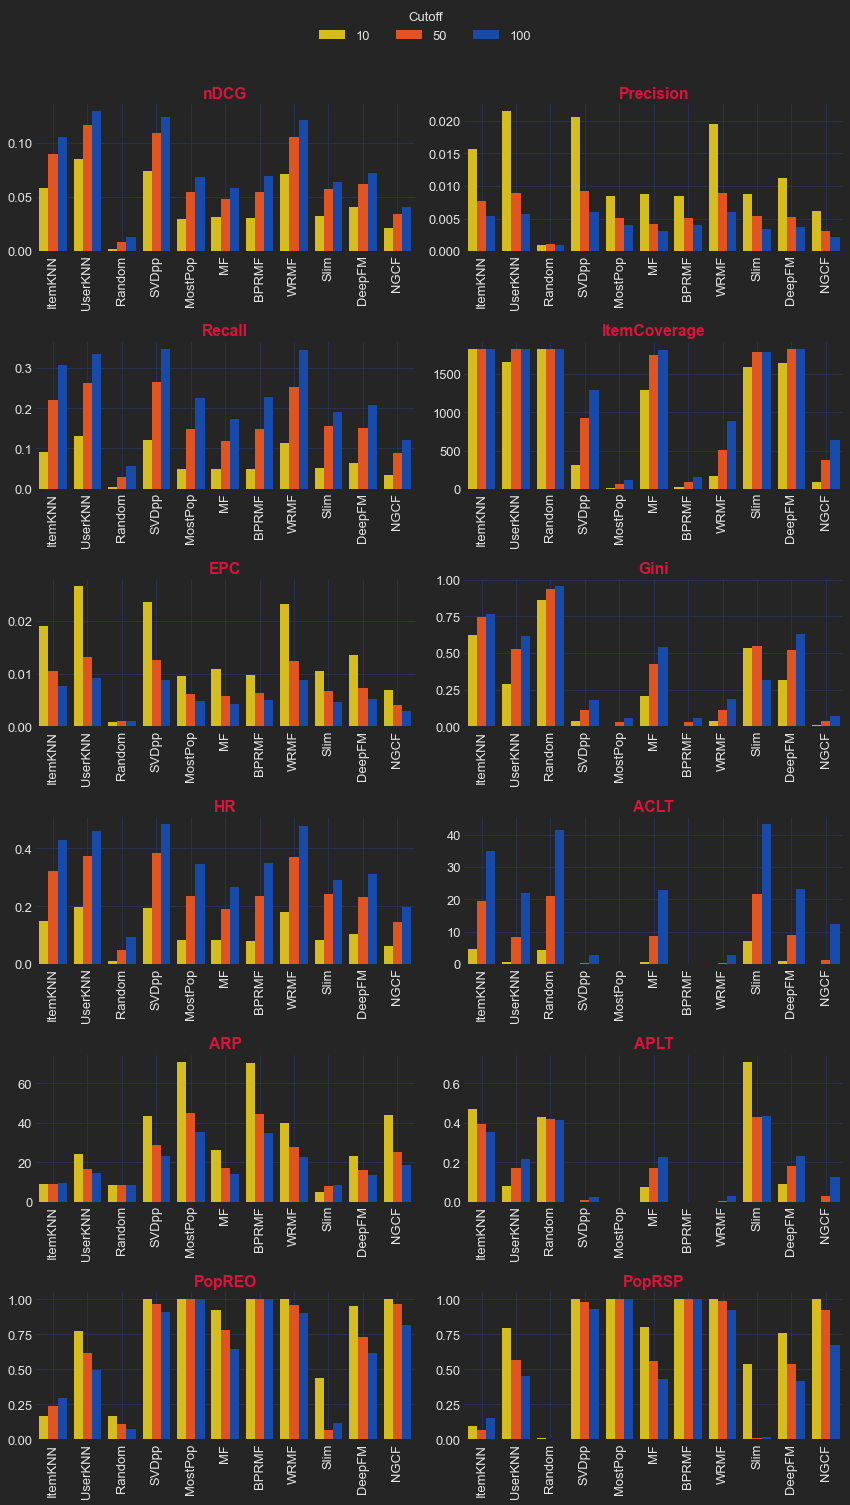 Cutoff
10 50 100
nDCG
0.10
0.05
0.00
ItemKNN UserKNN Random SVDpp MostPop MF BPRMF WRMF Slim DeepFM NGCF
Precision
0.020
0.015
0.010
0.005
0.000
ItemKNN UserKNN Random SVDpp MostPop MF BPRMF WRMF Slim DeepFM NGCF
Recall
0.3
0.2
0.1
0.0
ItemKNN UserKNN Random SVDpp MostPop MF BPRMF WRMF Slim DeepFM NGCF
ItemCoverage
1500
1000
500
0
ItemKNN UserKNN Random SVDpp MostPop MF BPRMF WRMF Slim DeepFM NGCF
EPC
0.02
0.01
0.00
ItemKNN UserKNN Random SVDpp MostPop MF BPRMF WRMF Slim DeepFM NGCF
Gini
1.00
0.75
0.50
0.25
0.00
ItemKNN UserKNN Random SVDpp MostPop MF BPRMF WRMF Slim DeepFM NGCF
HR
0.4
0.2
0.0
ItemKNN UserKNN Random SVDpp MostPop MF BPRMF WRMF Slim DeepFM NGCF
ACLT
40
30
20
10
0
ItemKNN UserKNN Random SVDpp MostPop MF BPRMF WRMF Slim DeepFM NGCF
ARP
60
40
20
0
ItemKNN UserKNN Random SVDpp MostPop MF BPRMF WRMF Slim DeepFM NGCF
APLT
0.6
0.4
0.2
0.0
ItemKNN UserKNN Random SVDpp MostPop MF BPRMF WRMF Slim DeepFM NGCF
PopREO
1.00
0.75
0.50
0.25
0.00
ItemKNN UserKNN Random SVDpp MostPop MF BPRMF WRMF Slim DeepFM NGCF
PopRSP
1.00
0.75
0.50
0.25
0.00
ItemKNN UserKNN Random SVDpp MostPop MF BPRMF WRMF Slim DeepFM NGCF